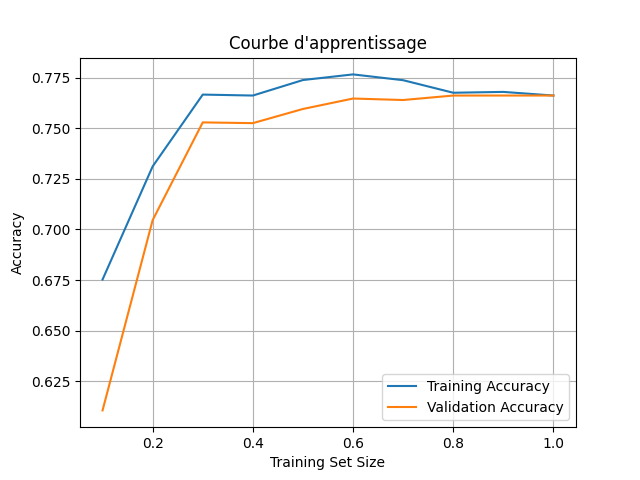 Courbe d'apprentissage
0.775
0.750
0.725
0.700
0.675
0.650
0.625
Accuracy
Training Accuracy
Validation Accuracy
0.2 0.4 0.6 0.8 1.0
Training Set Size